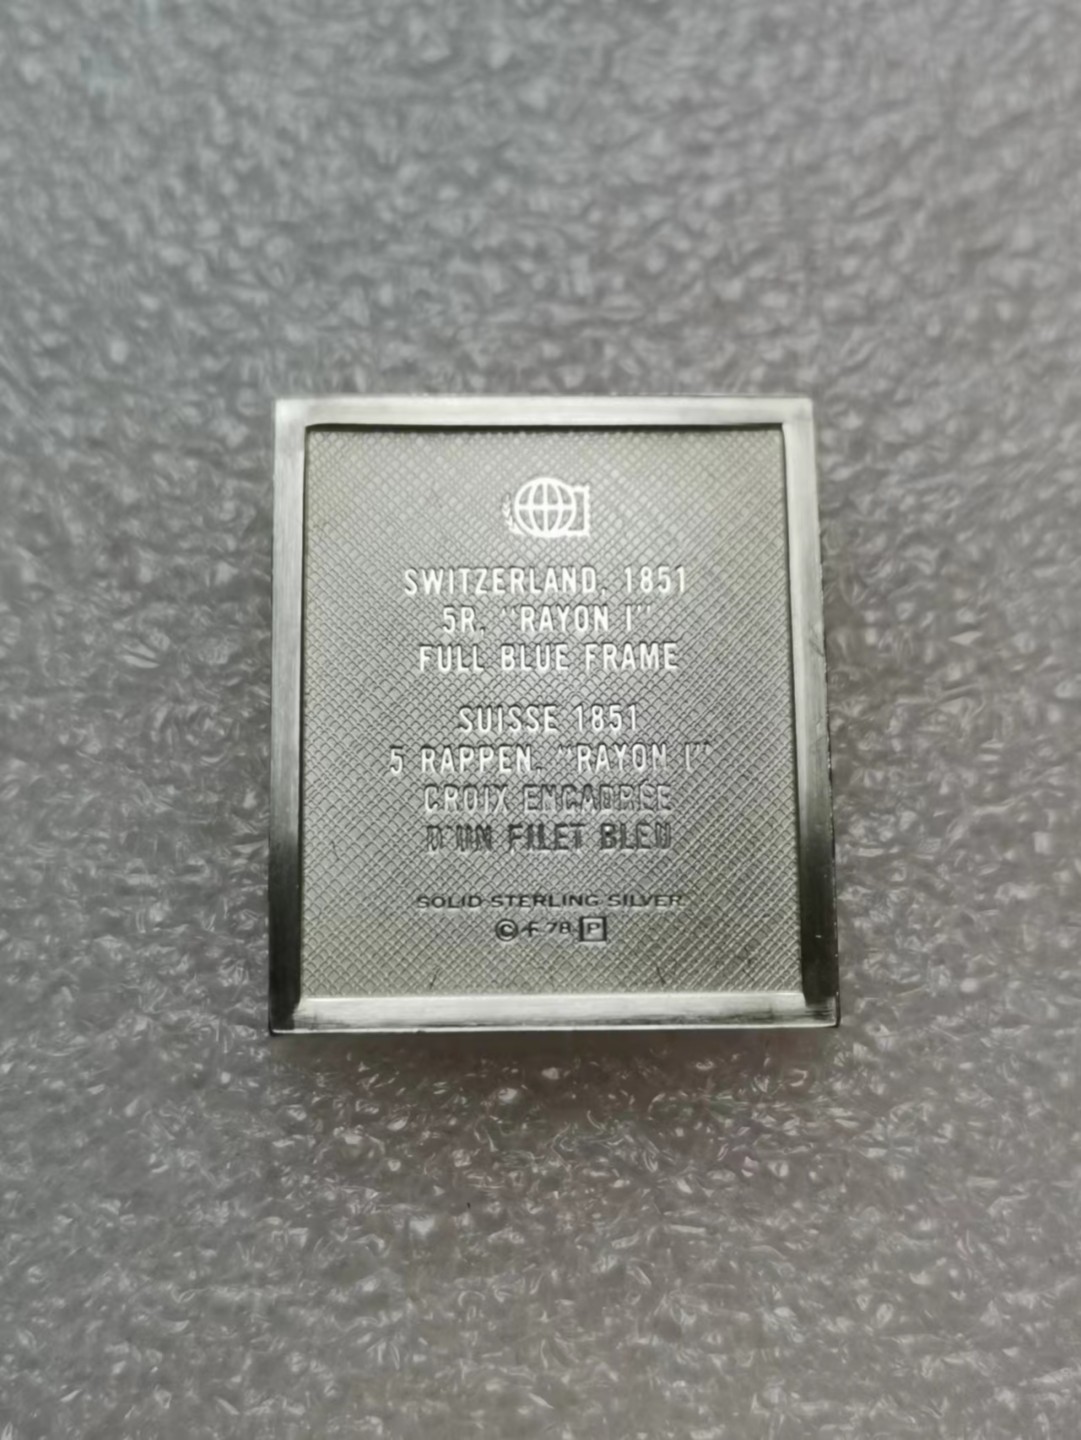 SWITZERLAND, 1851
5R. "RAYON I"
FULL BLUE FRAME
SUISSE 1851
5 RAPPEN. "RAYON I"
CROIX ENCADRÉE
D'UN FILET BLEU
SOLID STERLING SILVER
© F 78 P